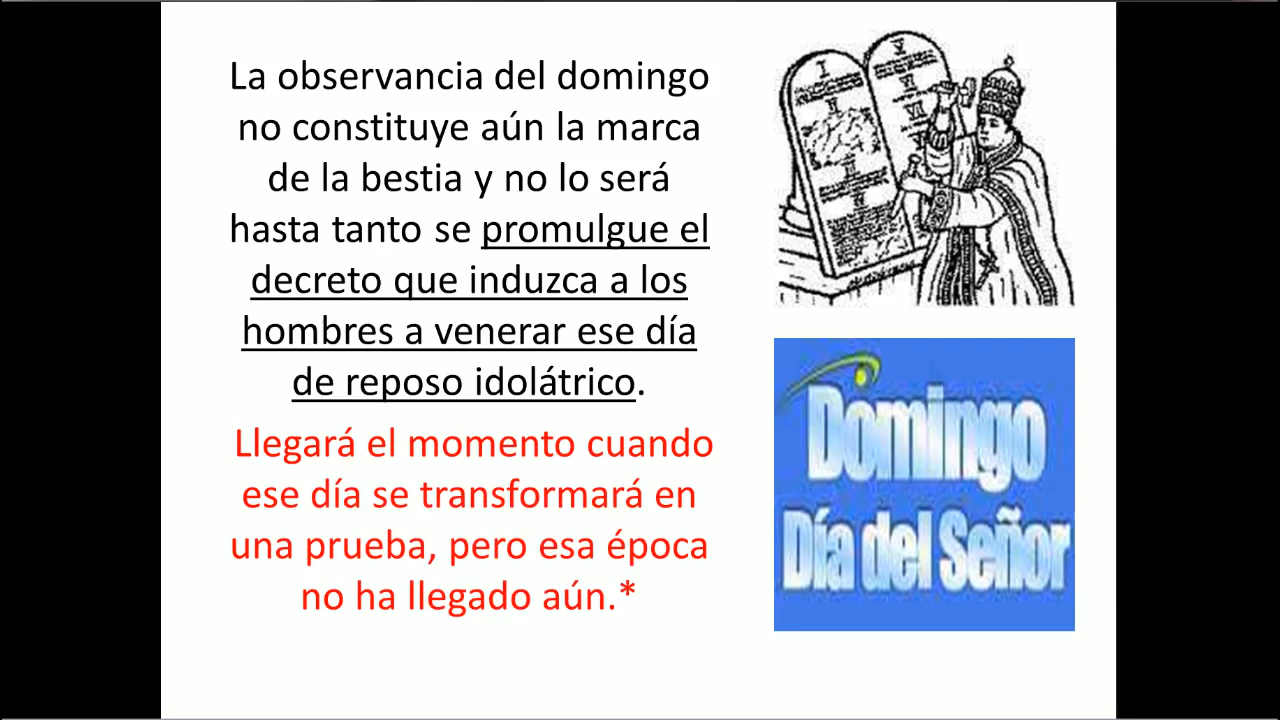 La observancia del domingo
no constituye aún la marca
de la bestia y no lo será
hasta tanto se promulgue el
decreto que induzca a los
hombres a venerar ese día
de reposo idolátrico.
Llegará el momento cuando
ese día se transformará en
una prueba, pero esa época
no ha llegado aún.*
I
V
VI
VII
Domingo
Día del Señor